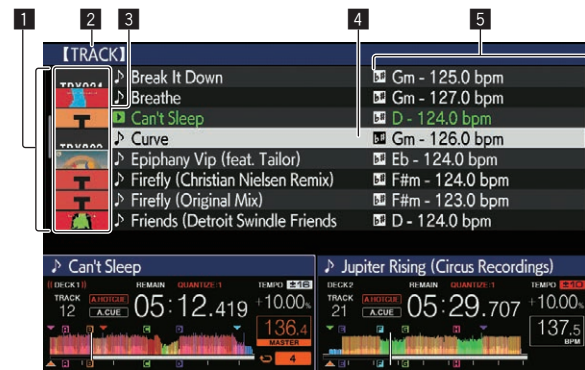 1 2 3 4 5
【TRACK】
Break It Down Gm - 125.0 bpm
Breathe Gm - 127.0 bpm
Can't Sleep D - 124.0 bpm
Curve Gm - 126.0 bpm
Epiphany Vip (feat. Tailor) Eb - 124.0 bpm
Firefly (Christian Nielsen Remix) F#m - 124.0 bpm
Firefly (Original Mix) F#m - 123.0 bpm
Friends (Detroit Swindle Friends D - 124.0 bpm
Can't Sleep
DECK1 REMAIN QUANTIZE:1 TEMPO ±16
TRACK 12 A.HOTCUE A.CUE 05:12.419 +10.00%
136.4
MASTER
4
Jupiter Rising (Circus Recordings)
DECK2 REMAIN QUANTIZE:1 TEMPO ±10
TRACK 21 A.HOTCUE A.CUE 05:29.707 +10.00%
137.5
BPM